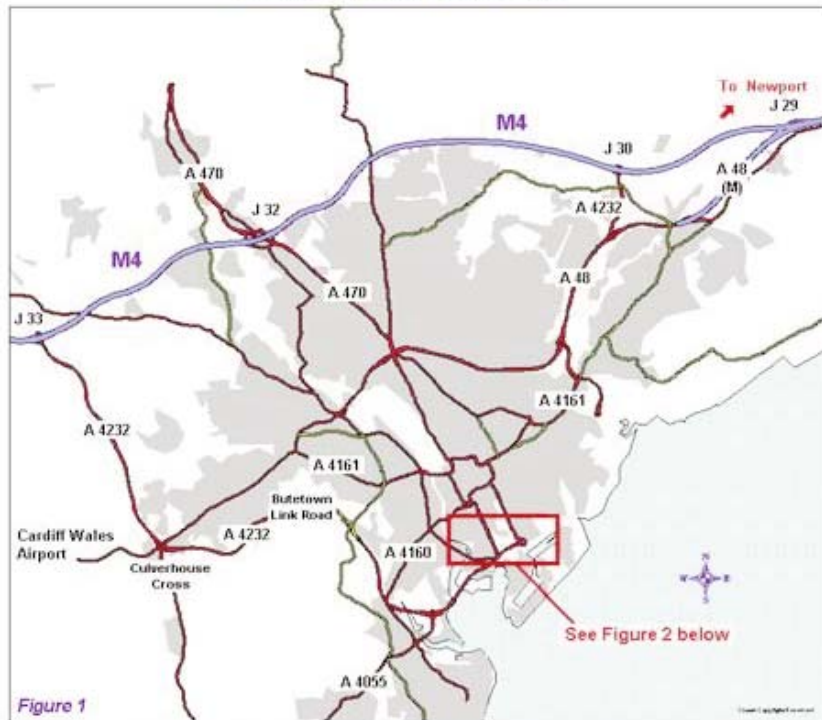 To Newport
J 29
M4
J 30
A 48
(M)
A 470
A 4232
J 32
M4
A 48
A 470
J 33
A 4161
A 4232
A 4161
Butetown
Link Road
A 4232
Cardiff Wales
Airport
A 4160
Culverhouse
Cross
N
W E
S
See Figure 2 below
A 4055
Figure 1